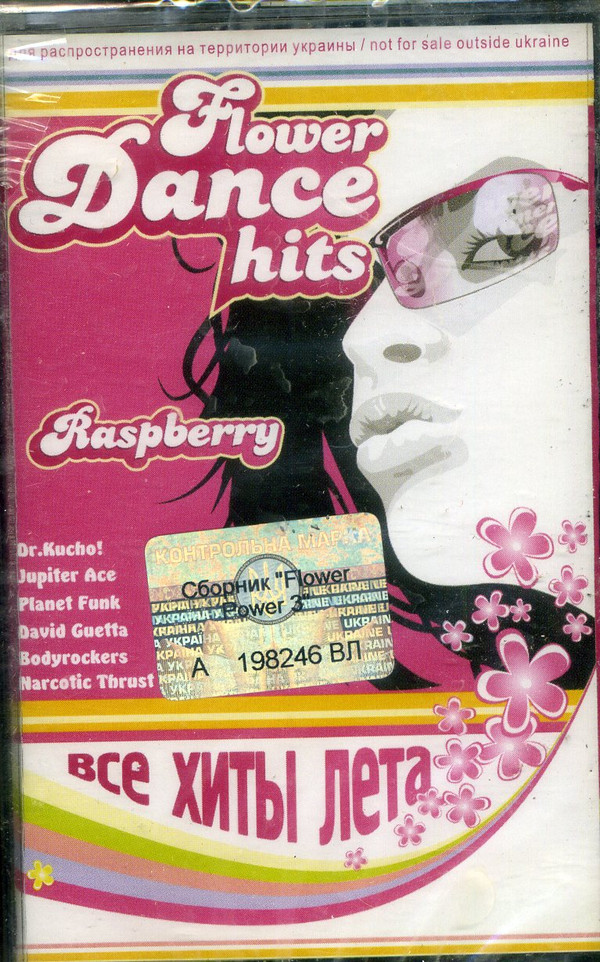 для распространения на территории украины / not for sale outside ukraine
Flower
Dance
hits
Raspberry
Dr.Kucho!
Jupiter Ace
Planet Funk
David Guetta
Bodyrockers
Narcotic Thrust
КОНТРОЛЬНА МАРКА
Сборник "Flower
Power 3"
А 198246 ВЛ
все хиты лета